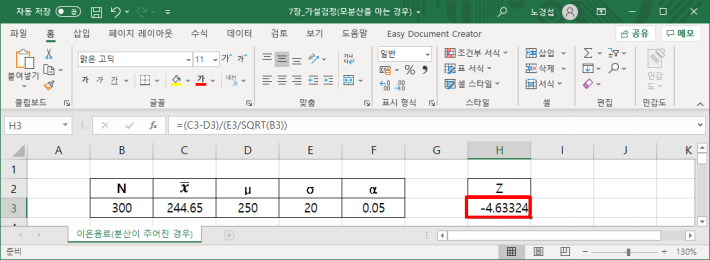 자동 저장 끔 7장_가설검정(모분산을 아는 경우) 노경섭
파일 홈 삽입 페이지 레이아웃 수식 데이터 검토 보기 도움말 Easy Document Creator 공유 메모
붙여넣기 맑은 고딕 11 가 가 일반 조건부 서식 삽입 민감도
가 가 가 가 % 표 서식 삭제
셀 스타일 서식
클립보드 글꼴 맞춤 표시 형식 스타일 셀 편집 민감도
H3 fx =(C3-D3)/(E3/SQRT(B3))
A B C D E F G H I J K
1
2 N x̅ μ σ α Z
3 300 244.65 250 20 0.05 -4.63324
이온음료(분산이 주어진 경우)
준비 130%